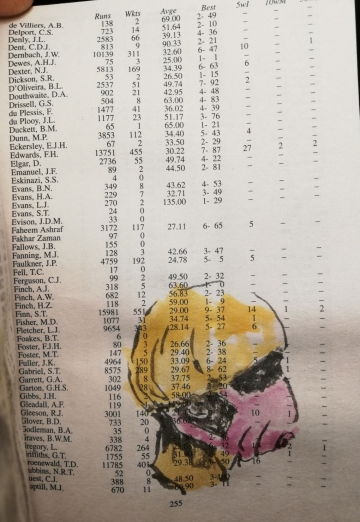 Runs Wkts Avge Best 5wI 10wM
de Villiers, A.B. 138 2 69.00 2- 49 –
Delport, C.S. 723 14 51.64 2- 10 –
Denly, J.L. 2583 66 39.13 4- 36 –
Dent, C.D.J. 813 9 90.33 2- 21 –
Dernbach, J.W. 10139 311 32.60 6- 47 10 – 1
Dewes, A.H.J. 75 3 25.00 1- 1 –
Dexter, N.J. 5813 169 34.39 6- 63 6 –
Dickson, S.R. 53 2 26.50 1- 15 –
D'Oliveira, B.L. 2537 51 49.74 7- 92 2 –
Douthwaite, D.A. 902 21 42.95 4- 48 –
Drissell, G.S. 504 8 63.00 4- 83 –
du Plessis, F. 1477 41 36.02 4- 39 –
du Plooy, J.L. 1177 23 51.17 3- 76 –
Duckett, B.M. 65 1 65.00 1- 21 –
Dunn, M.P. 3853 112 34.40 5- 43 4 –
Eckersley, E.J.H. 67 2 33.50 2- 29 –
Edwards, F.H. 13751 455 30.22 7- 87 27 2 2
Elgar, D. 2736 55 49.74 4- 22 –
Emanuel, J.F. 89 2 44.50 2- 81 –
Eskinazi, S.S. 4 0
Evans, B.N. 349 8 43.62 4- 53 –
Evans, H.A. 229 7 32.71 3- 49 –
Evans, L.J. 270 2 135.00 1- 29 –
Evans, S.T. 24 0
Evison, J.D.M. 33 0
Faheem Ashraf 3172 117 27.11 6- 65 5 –
Fakhar Zaman 97 0
Fallows, J.B. 155 0
Fanning, M.J. 128 3 42.66 3- 47 –
Faulkner, J.P. 4759 192 24.78 5- 5 5 –
Fell, T.C. 17 0
Ferguson, C.J. 99 2 49.50 2- 32 –
Finch, A.J. 318 5 63.60 1- 0 –
Finch, A.W. 682 12 56.83 2- 23 –
Finch, H.Z. 118 2 59.00 1- 9 –
Finn, S.T. 15981 551 29.00 9- 37 14 1 2
Fisher, M.D. 1077 31 34.74 5- 54 1 –
Fletcher, L.J. 9654 343 28.14 5- 27 6
Foakes, B.T. 6 0
Foster, F.J.H. 80 3 26.66 2- 36
Foster, M.T. 147 5 29.40 2- 38
Fuller, J.K. 4964 150 33.09 6- 24
Gabriel, S.T. 8575 289 29.67 8- 62
Garrett, G.A. 302 8 37.75 2-
Garton, G.H.S. 1049 28 37.46
Gibbs, J.H. 116 2 58.00
Gleadall, A.F. 119
Gleeson, R.J. 3001 140 10 1
Glover, B.D. 733 20
Godleman, B.A. 35 0
Graves, B.W.M. 338 4
Gregory, L. 6782 264
Griffiths, G.T. 1755 55
Groenewald, T.D. 11785 401 16
Gubbins, N.R.T. 52 0
Guest, C.J. 388 8 48.50
Guptill, M.J. 670 11 3- 11
255